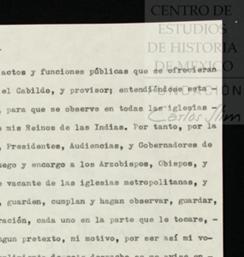 CENTRO DE
ESTUDIOS
DE HISTORIA
DE MEXICO
actos y funciones públicas que se ofrecieran
el Cabildo, y provisor; entendiéndose esta-
, para que se observe en todas las iglesias
mis Reinos de las Indias. Por tanto, por la
, Presidentes, Audiencias, y Gobernadores de
uego y encargo a los Arzobispos, Obispos, y
e vacante de las iglesias metropolitanas, y
, guarden, cumplan y hagan observar, guardar,
ración, cada uno en la parte que le tocare, -
ngun pretexto, ni motivo, por ser así mi vo-